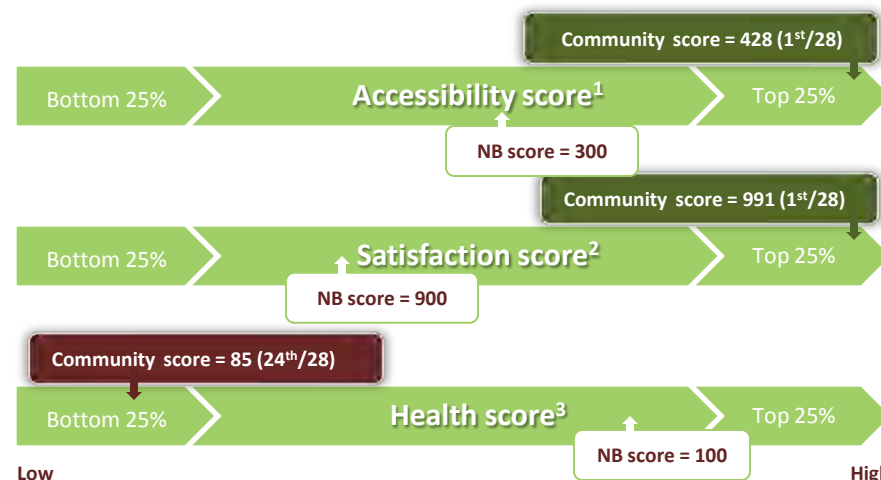 Community score = 428 (1st/28)
Bottom 25% Accessibility score1 Top 25%
NB score = 300
Community score = 991 (1st/28)
Bottom 25% Satisfaction score2 Top 25%
NB score = 900
Community score = 85 (24th/28)
Bottom 25% Health score3 Top 25%
NB score = 100
Low High